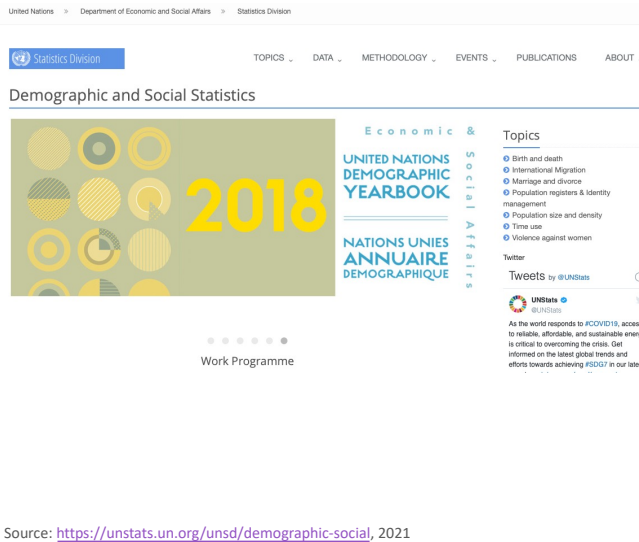 United Nations » Department of Economic and Social Affairs » Statistics Division
Statistics Division
TOPICS DATA METHODOLOGY EVENTS PUBLICATIONS ABOUT
Demographic and Social Statistics
2018
Economic & Social Affairs
UNITED NATIONS
DEMOGRAPHIC
YEARBOOK
NATIONS UNIES
ANNUAIRE
DEMOGRAPHIQUE
Work Programme
Topics
Birth and death
International Migration
Marriage and divorce
Population registers & Identity
management
Population size and density
Time use
Violence against women
Twitter
Tweets by @UNStats
UNStats
@UNStats
As the world responds to #COVID19, acces
to reliable, affordable, and sustainable ener
is critical to overcoming the crisis. Get
informed on the latest global trends and
efforts towards achieving #SDG7 in our late
Source: https://unstats.un.org/unsd/demographic-social, 2021